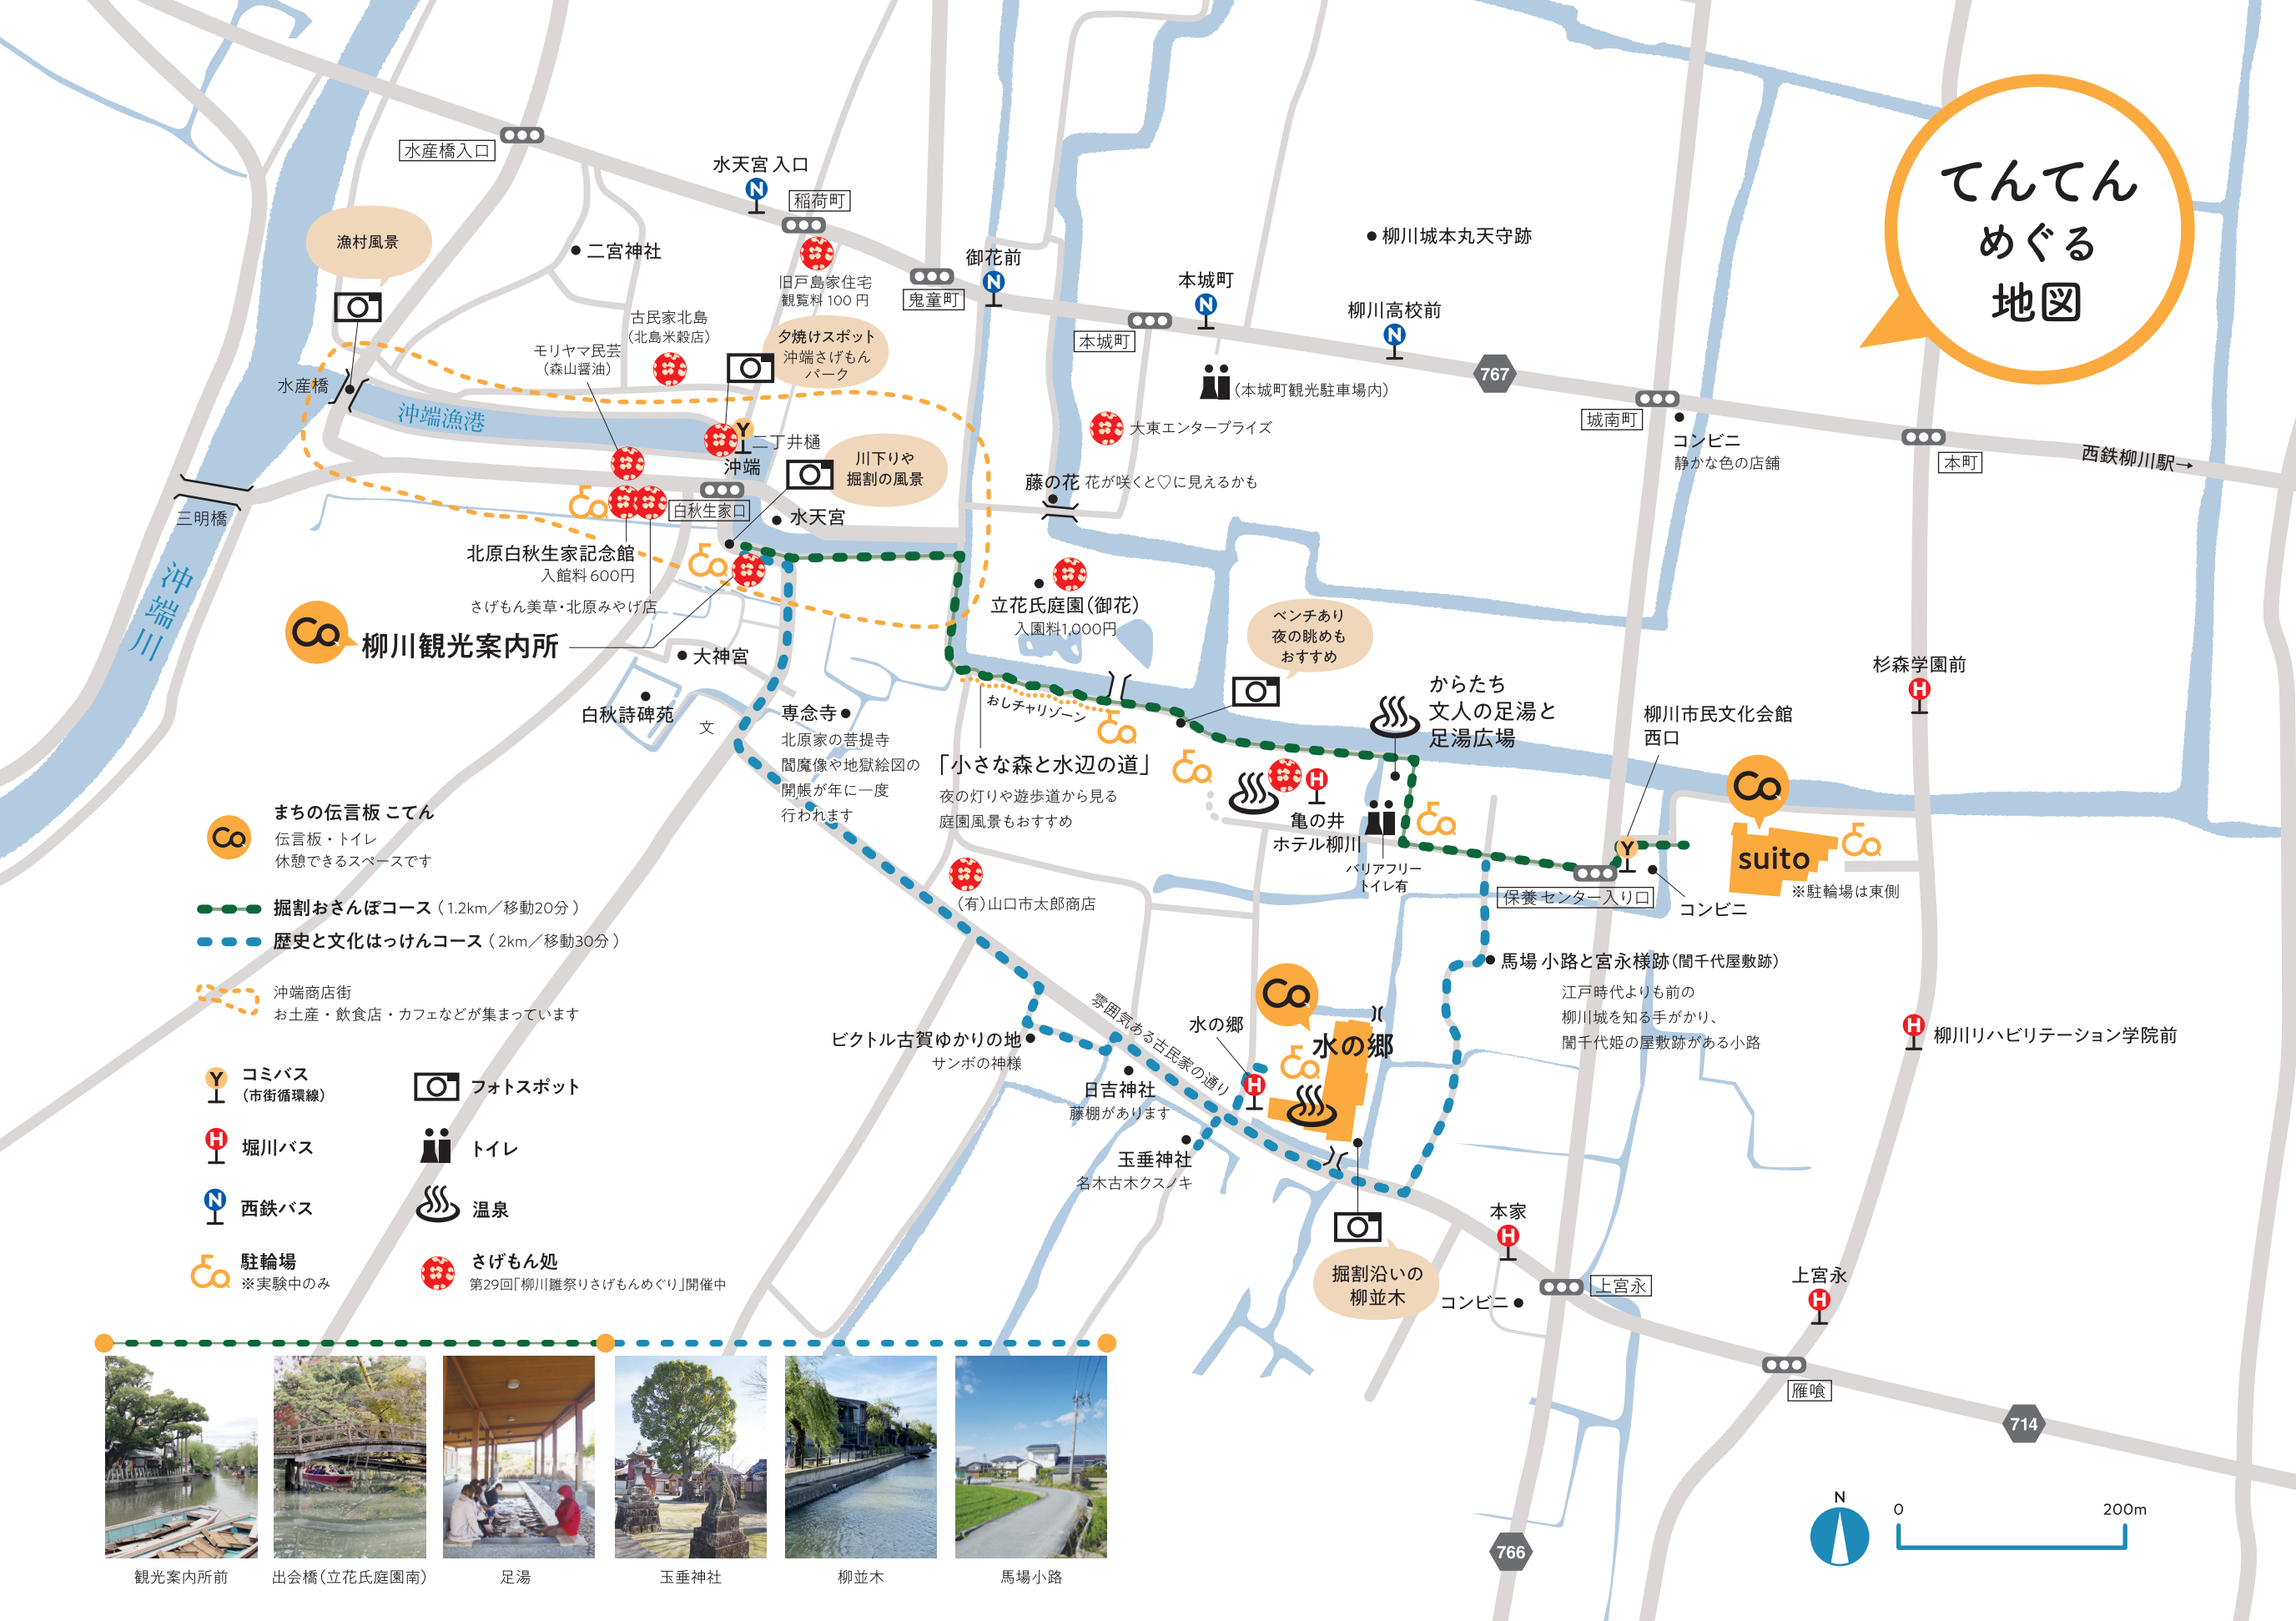 てんてん
めぐる
地図
水産橋入口
水天宮 入口
N
稲荷町
漁村風景
二宮神社
旧戸島家住宅
観覧料 100 円
鬼童町
御花前
N
本城町
N
本城町
柳川城本丸天守跡
柳川高校前
N
767
城南町
コンビニ
静かな色の店舗
本町
西鉄柳川駅→
古民家北島
（北島米穀店）
モリヤマ民芸
（森山醤油）
夕焼けスポット
沖端さげもん
パーク
（本城町観光駐車場内）
大東エンタープライズ
水産橋
沖端漁港
Y
二丁井樋
沖端
川下りや
掘割の風景
藤の花 花が咲くと♡に見えるかも
三明橋
沖端川
白秋生家口
水天宮
北原白秋生家記念館
入館料 600円
さげもん美草・北原みやげ店
柳川観光案内所
立花氏庭園（御花）
入園料1,000円
ベンチあり
夜の眺めも
おすすめ
大神宮
白秋詩碑苑
文
専念寺
北原家の菩提寺
閻魔像や地獄絵図の
開帳が年に一度
行われます
おしチャリゾーン
「小さな森と水辺の道」
夜の灯りや遊歩道から見る
庭園風景もおすすめ
からたち
文人の足湯と
足湯広場
H
亀の井
ホテル柳川
バリアフリー
トイレ有
柳川市民文化会館
西口
杉森学園前
H
Y
suito
※駐輪場は東側
保養 センター入り口
コンビニ
（有）山口市太郎商店
馬場 小路と宮永様跡（誾千代屋敷跡）
江戸時代よりも前の
柳川城を知る手がかり、
誾千代姫の屋敷跡がある小路
H
柳川リハビリテーション学院前
ビクトル古賀ゆかりの地
サンボの神様
雰囲気ある古民家の通り
水の郷
H
水の郷
日吉神社
藤棚があります
玉垂神社
名木古木クスノキ
掘割沿いの
柳並木
本家
H
コンビニ
上宮永
上宮永
H
雁喰
714
766
まちの伝言板 こてん
伝言板・トイレ
休憩できるスペースです
掘割おさんぽコース（1.2km／移動20分）
歴史と文化はっけんコース（2km／移動30分）
沖端商店街
お土産・飲食店・カフェなどが集まっています
Y
コミバス
（市街循環線）
フォトスポット
H
堀川バス
トイレ
N
西鉄バス
温泉
駐輪場
※実験中のみ
さげもん処
第29回「柳川雛祭りさげもんめぐり」開催中
観光案内所前
出会橋（立花氏庭園南）
足湯
玉垂神社
柳並木
馬場小路
N
0
200m